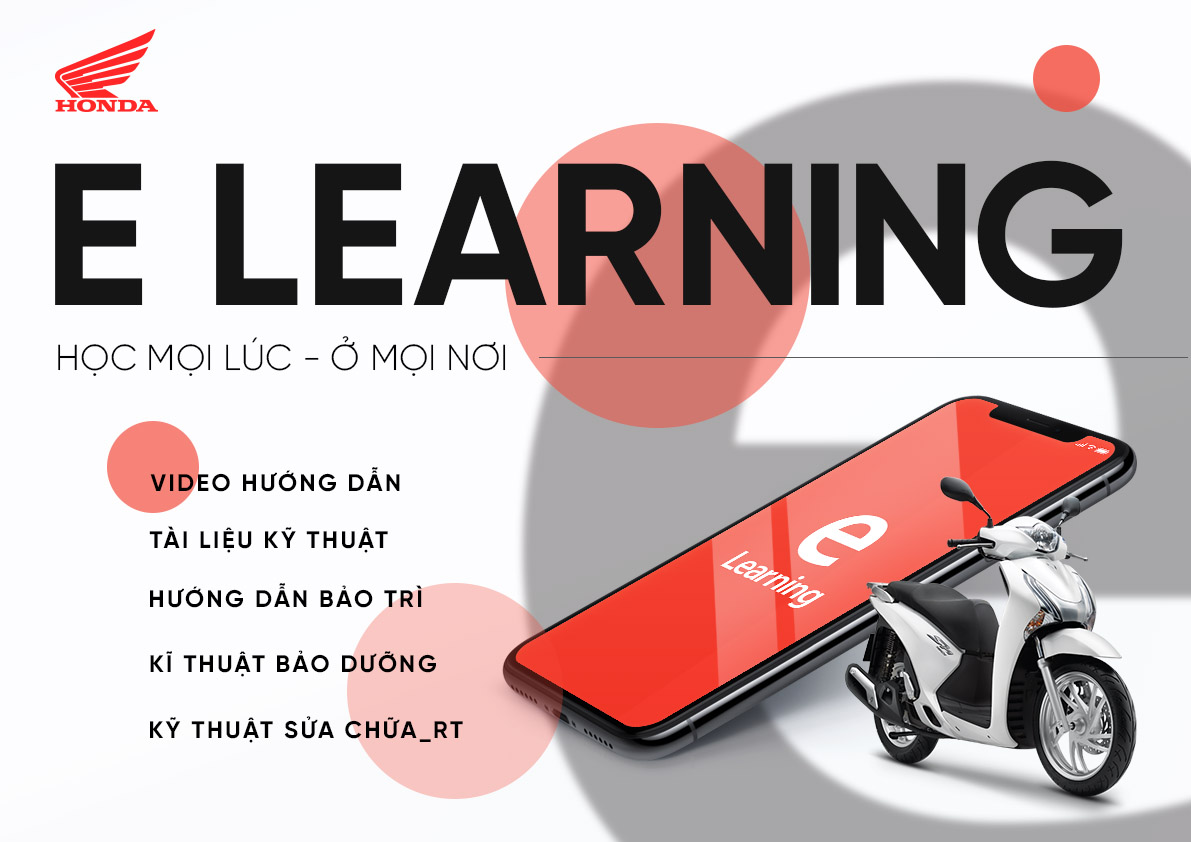 HONDA
E LEARNING
HỌC MỌI LÚC - Ở MỌI NƠI
VIDEO HƯỚNG DẪN
TÀI LIỆU KỸ THUẬT
HƯỚNG DẪN BẢO TRÌ
KĨ THUẬT BẢO DƯỠNG
KỸ THUẬT SỬA CHỮA_RT
e
Learning